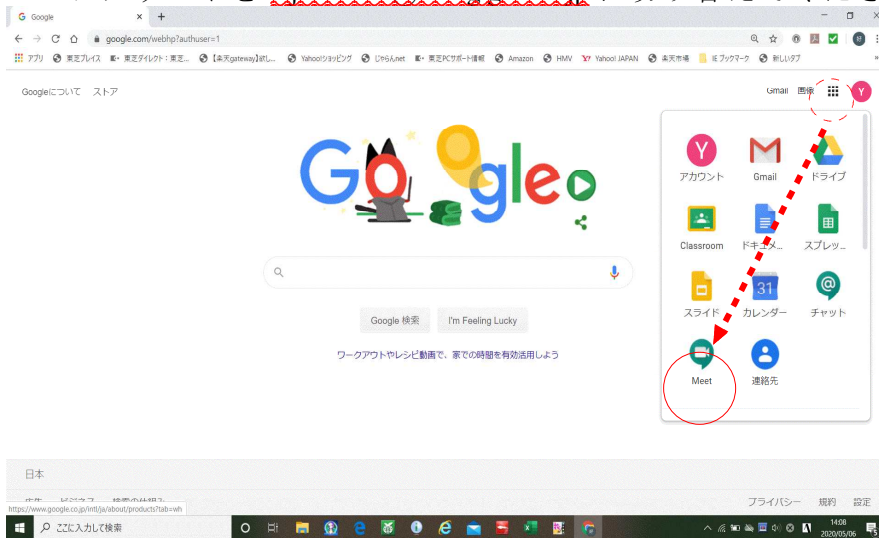 Google
google.com/webhp?authuser=1
アプリ 東芝プレイス 東芝ダイレクト：東芝... 【楽天gateway】欲し... Yahoo!ショッピング じゃらんnet 東芝PCサポート情報 Amazon HMV Yahoo! JAPAN 楽天市場 IE ブックマーク 新しいタブ »
Googleについて ストア
Gmail 画像 Y
Y
アカウント Gmail ドライブ
Classroom ドキュメ... スプレッ...
31
スライド カレンダー チャット
Meet 連絡先
Google
Google 検索 I'm Feeling Lucky
ワークアウトやレシピ動画で、家での時間を有効活用しよう
日本
プライバシー 規約 設定
https://www.google.co.jp/intl/ja/about/products?tab=wh
ここに入力して検索
14:08
2020/05/06